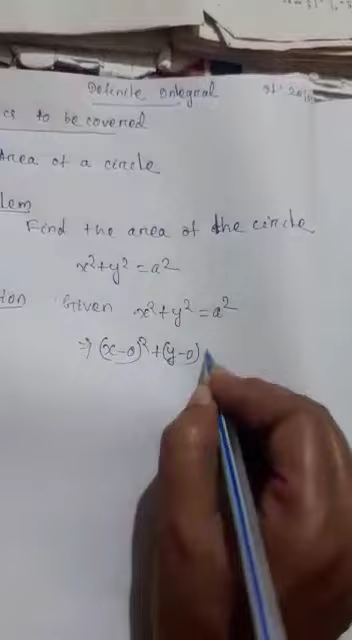 Definite Integral
cs to be covered
Area of a circle
lem
Find the area of the circle
x²+y² = a²
tion Given x²+y² = a²
⇒ (x-0)²+(y-0)